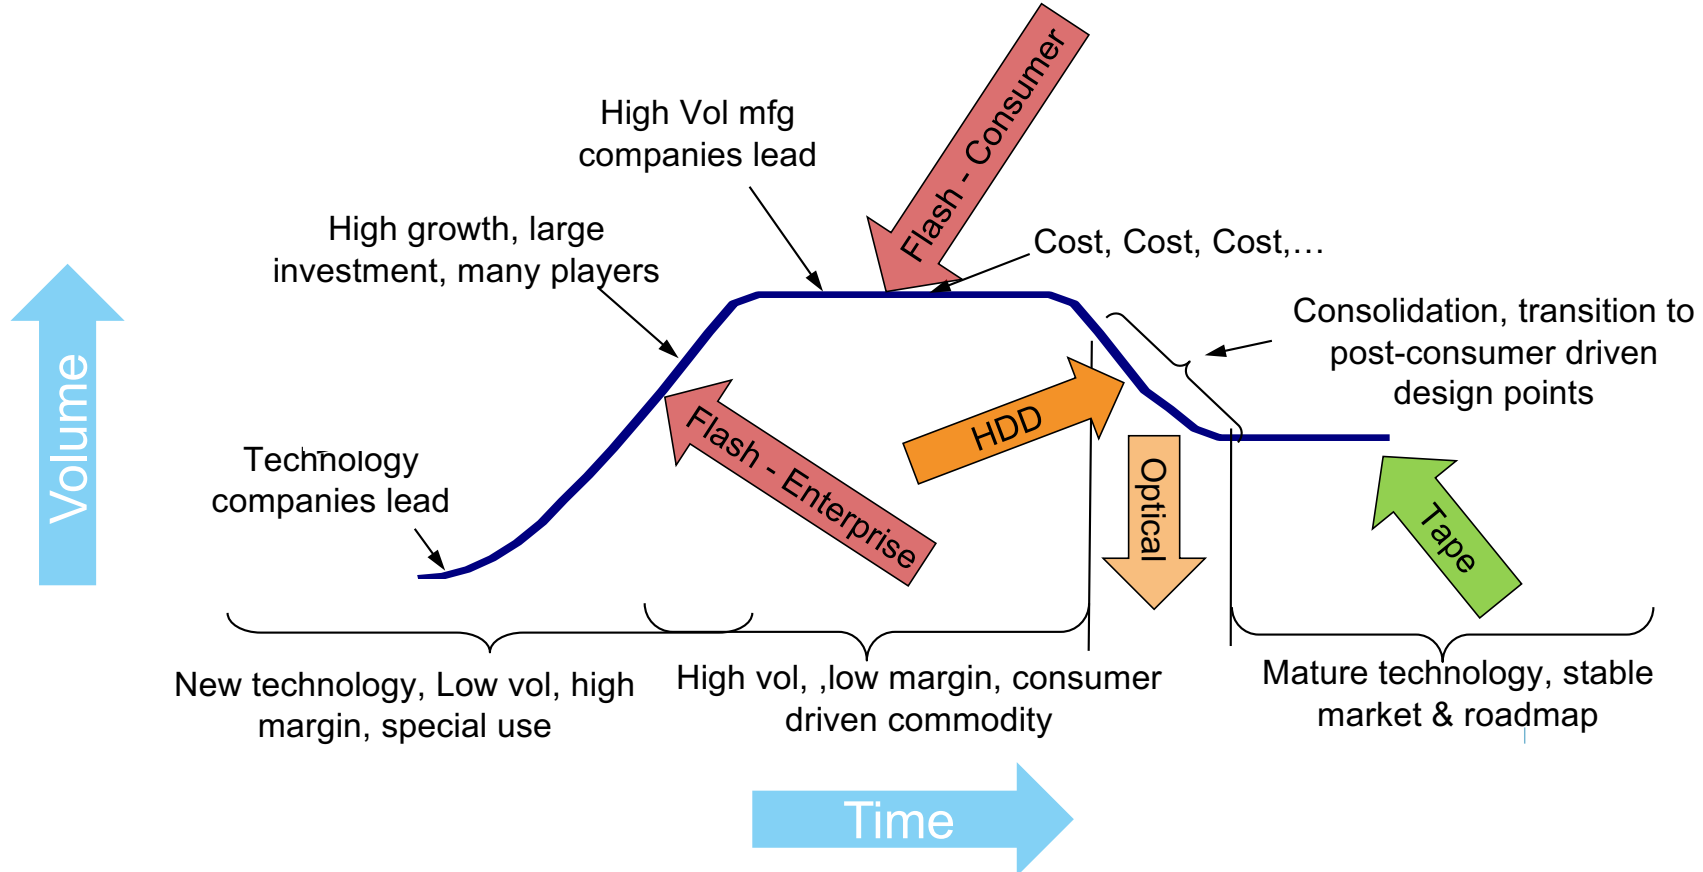 Flash - Consumer
High Vol mfg
companies lead
High growth, large
investment, many players
Cost, Cost, Cost,…
Consolidation, transition to
post-consumer driven
design points
Volume
HDD
Flash - Enterprise
Technology
companies lead
Optical
Tape
New technology, Low vol, high
margin, special use
High vol, ,low margin, consumer
driven commodity
Mature technology, stable
market & roadmap
Time